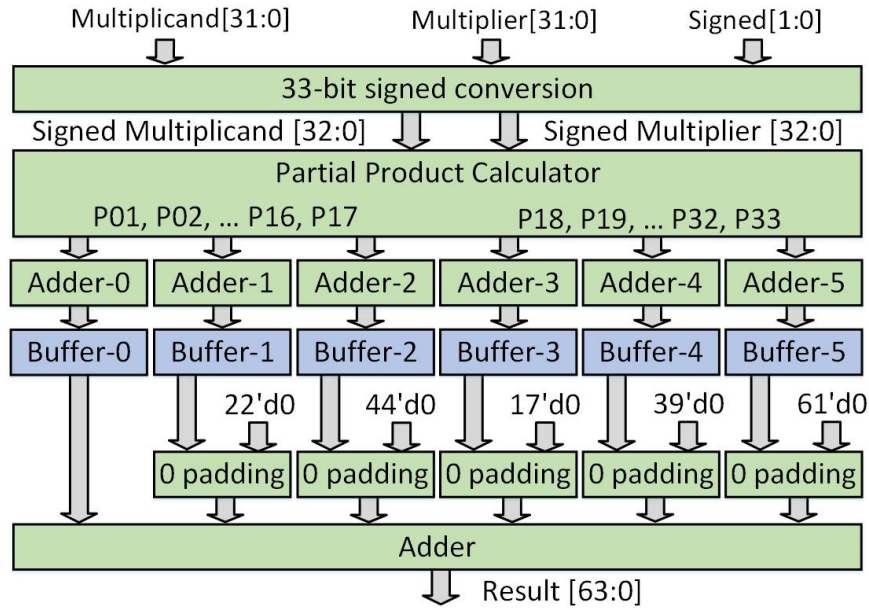 Multiplicand[31:0] Multiplier[31:0] Signed[1:0]
33-bit signed conversion
Signed Multiplicand [32:0] Signed Multiplier [32:0]
Partial Product Calculator
P01, P02, ... P16, P17 P18, P19, ... P32, P33
Adder-0 Adder-1 Adder-2 Adder-3 Adder-4 Adder-5
Buffer-0 Buffer-1 Buffer-2 Buffer-3 Buffer-4 Buffer-5
22'd0 44'd0 17'd0 39'd0 61'd0
0 padding 0 padding 0 padding 0 padding 0 padding
Adder
Result [63:0]